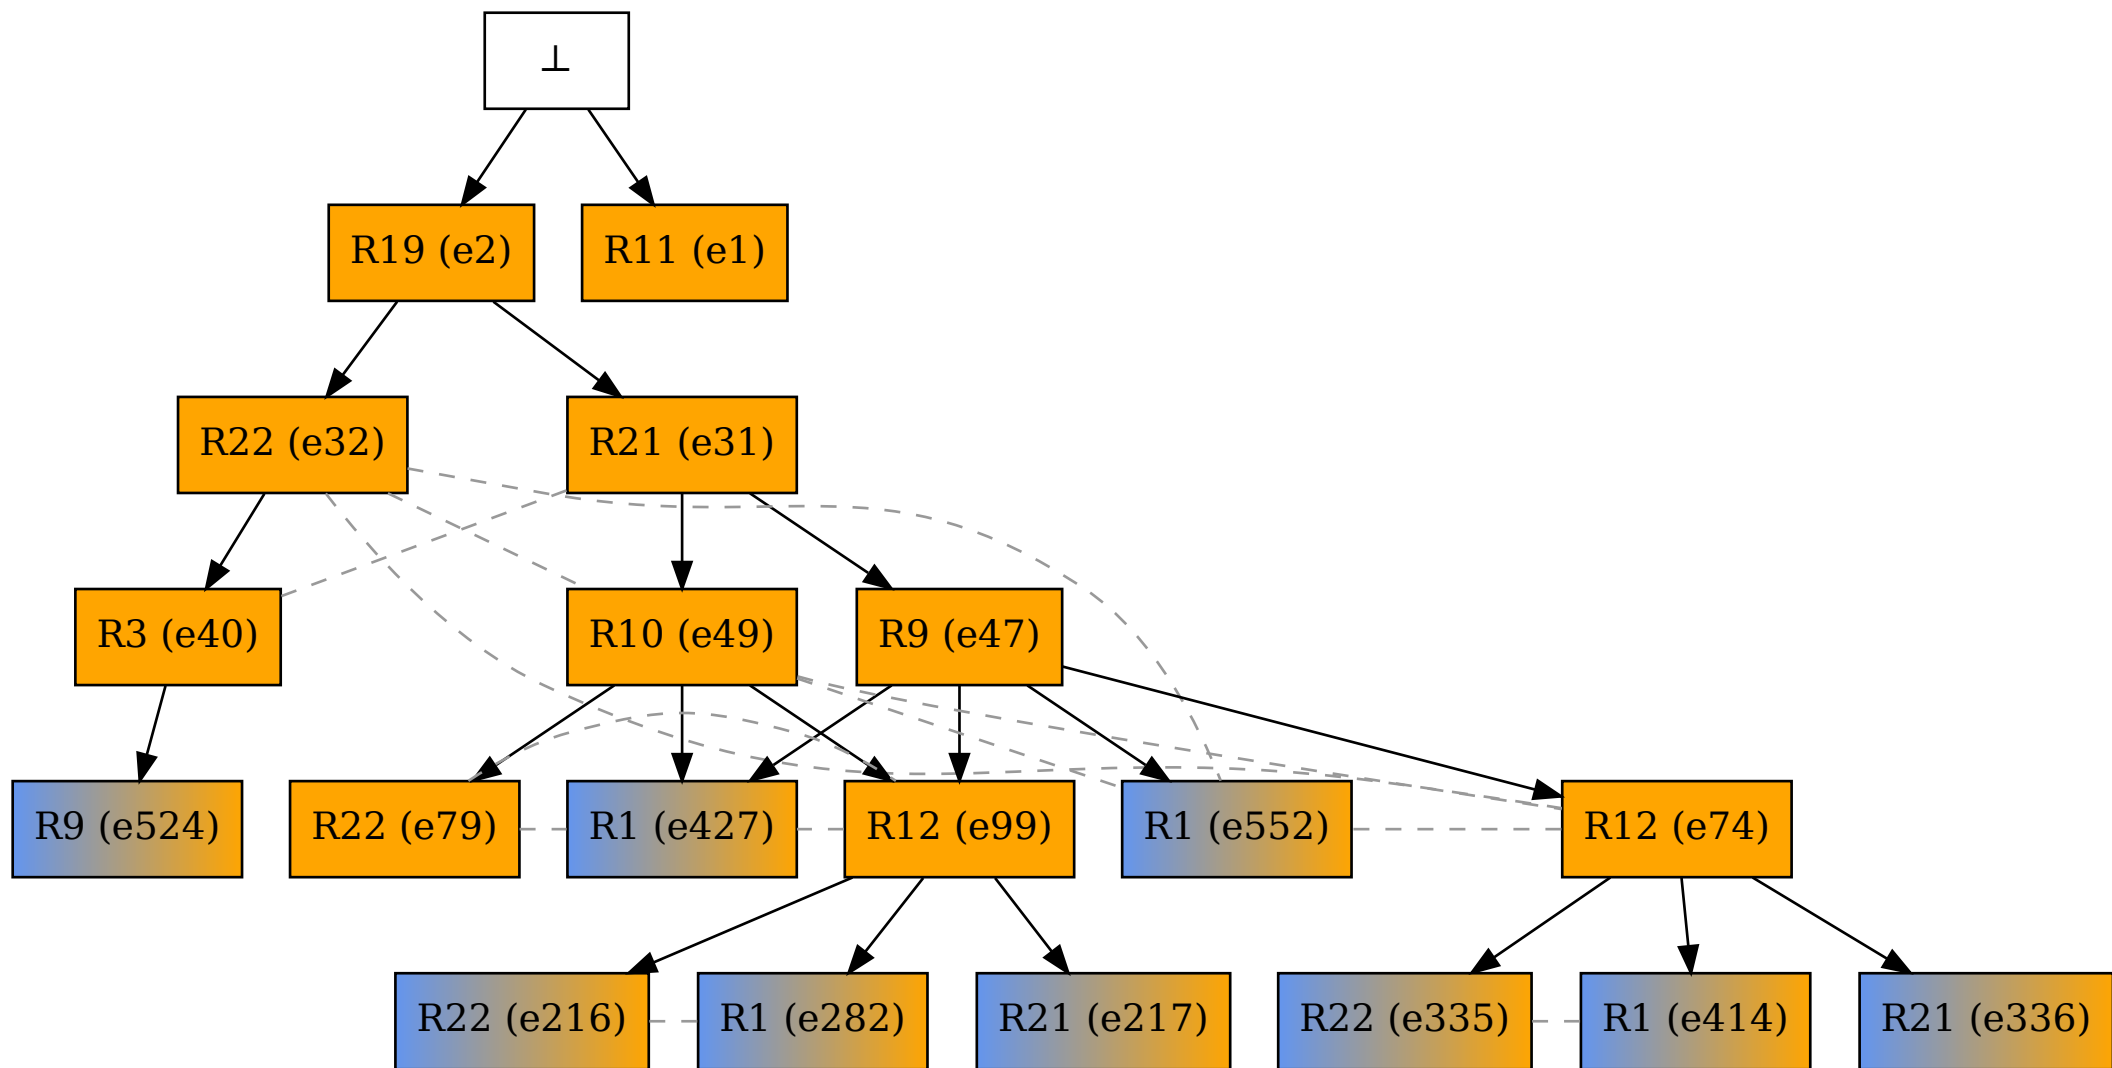 ⊥
R19 (e2)
R11 (e1)
R22 (e32)
R21 (e31)
R3 (e40)
R10 (e49)
R9 (e47)
R9 (e524)
R22 (e79)
R1 (e427)
R12 (e99)
R1 (e552)
R12 (e74)
R22 (e216)
R1 (e282)
R21 (e217)
R22 (e335)
R1 (e414)
R21 (e336)